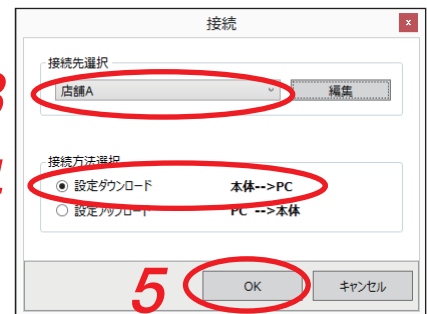 接続
x
接続先選択
店舗A
編集
3
接続方法選択
設定ダウンロード 本体-->PC
設定アップロード PC -->本体
5
OK
キャンセル